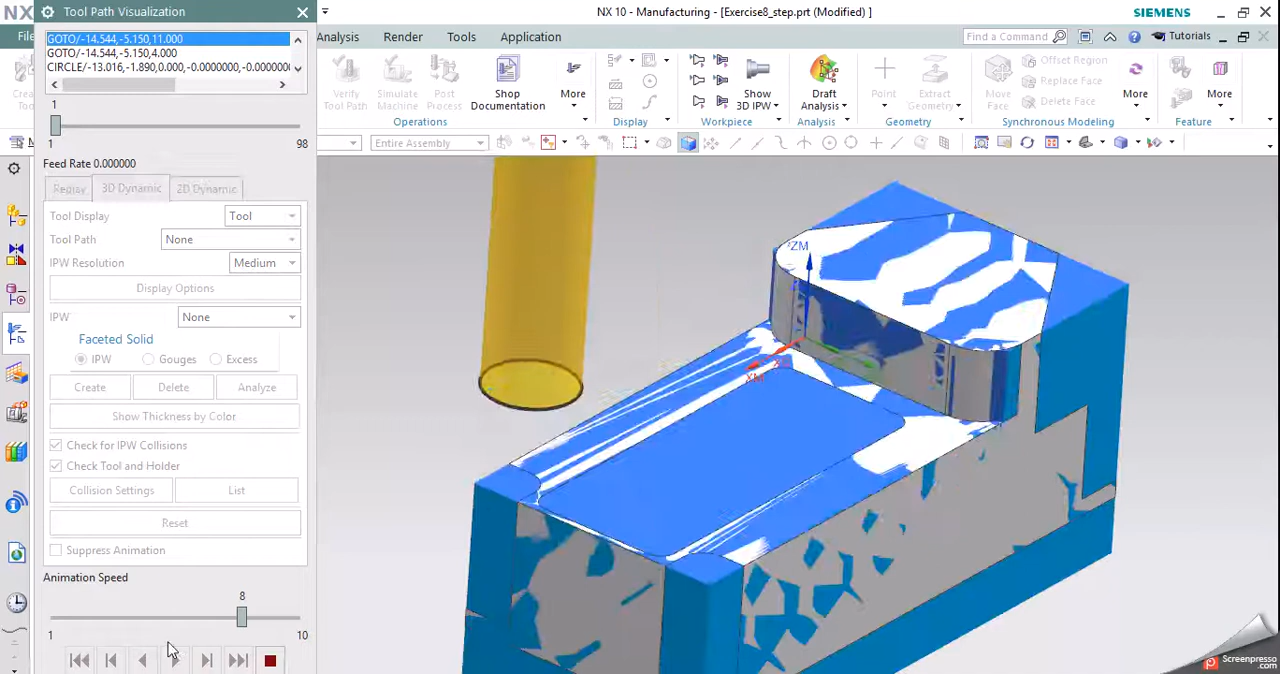 NX
Tool Path Visualization
NX 10 - Manufacturing - [Exercise8_step.prt (Modified) ]
SIEMENS
File
Analysis
Render
Tools
Application
Find a Command
Tutorials
GOTO/-14.544,-5.150,11.000
GOTO/-14.544,-5.150,4.000
CIRCLE/-13.016,-1.890,0.000,-0.0000000,-0.0000000
Verify Tool Path
Simulate Machine
Post Process
Shop Documentation
More
Operations
Display
Show 3D IPW
Workpiece
Draft Analysis
Analysis
Point
Extract Geometry
Geometry
Move Face
Offset Region
Replace Face
Delete Face
More
Synchronous Modeling
More
Feature
Entire Assembly
1
1
98
Feed Rate 0.000000
Replay
3D Dynamic
2D Dynamic
Tool Display
Tool
Tool Path
None
IPW Resolution
Medium
Display Options
IPW
None
Faceted Solid
IPW
Gouges
Excess
Create
Delete
Analyze
Show Thickness by Color
Check for IPW Collisions
Check Tool and Holder
Collision Settings
List
Reset
Suppress Animation
Animation Speed
8
1
10
ZM
XM
Screenpresso
.com